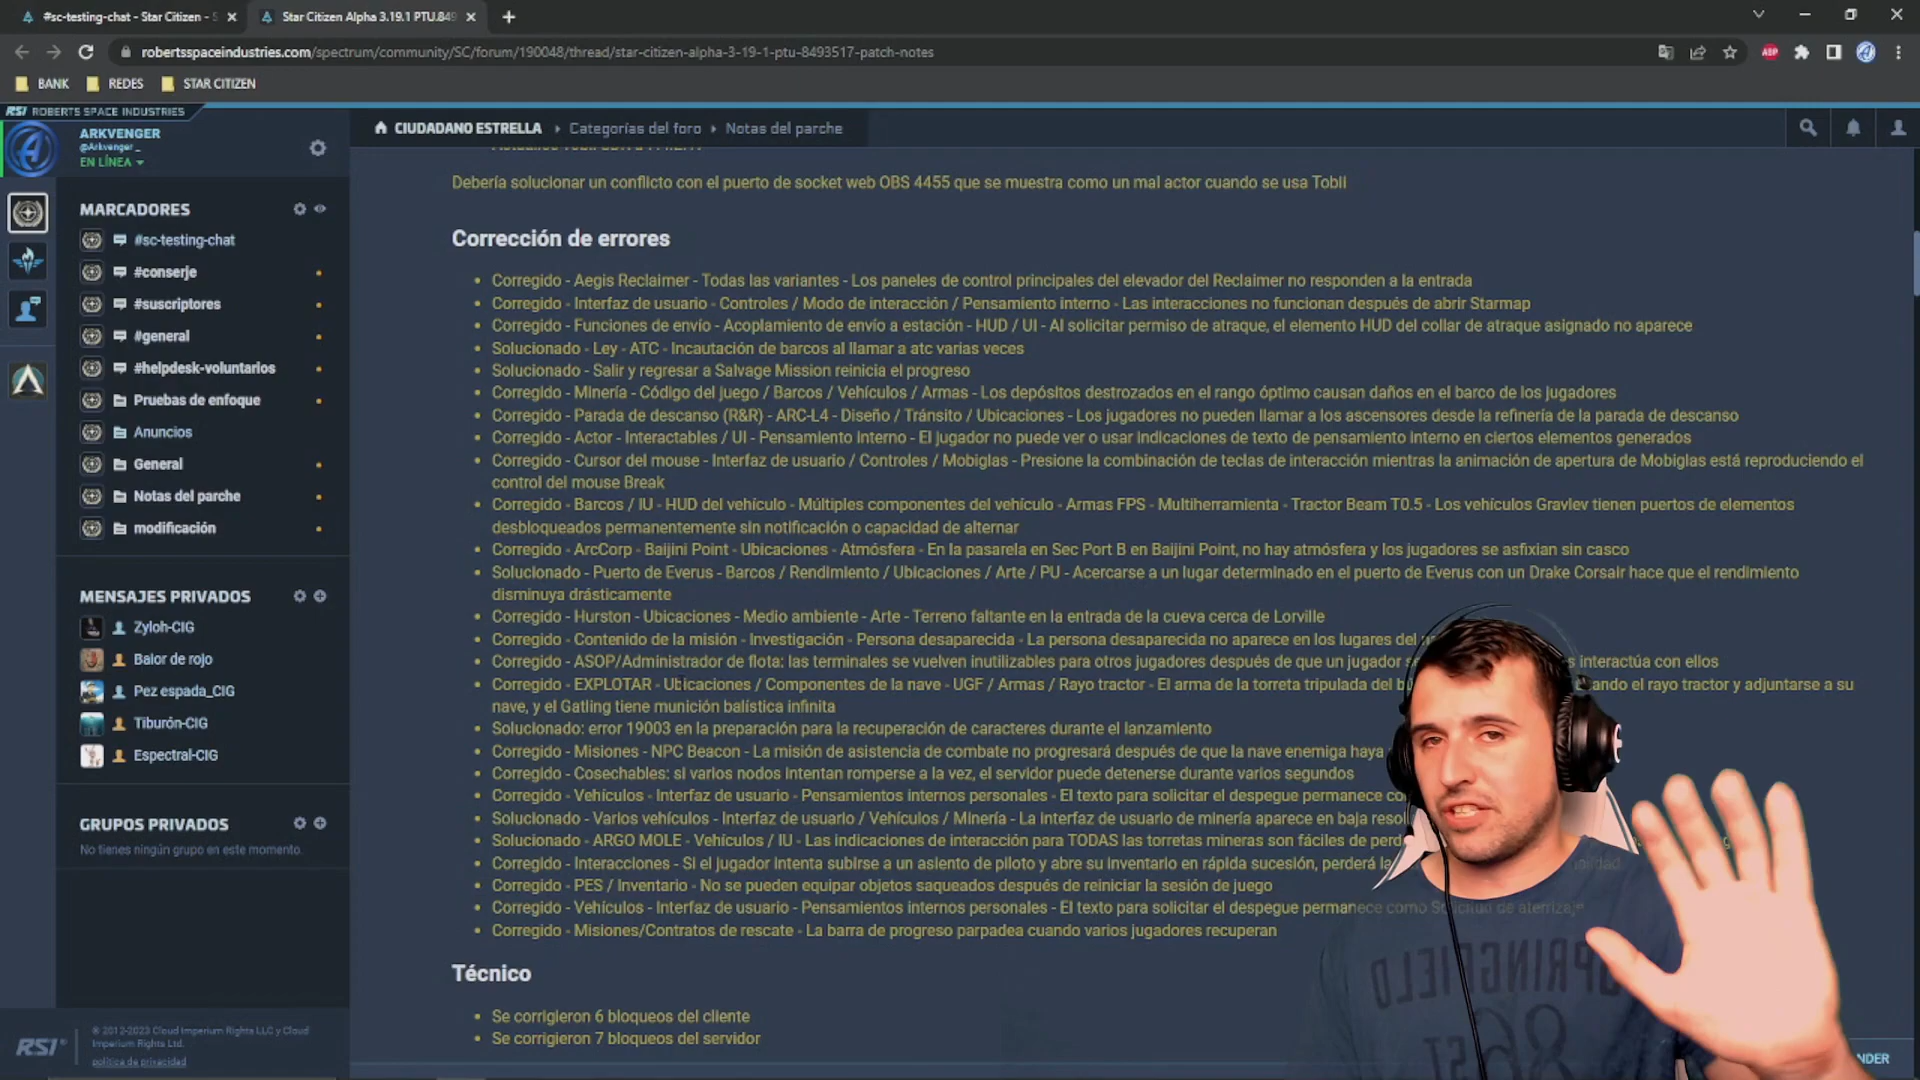 #sc-testing-chat - Star Citizen - S
Star Citizen Alpha 3.19.1 PTU.849
robertsspaceindustries.com/spectrum/community/SC/forum/190048/thread/star-citizen-alpha-3-19-1-ptu-8493517-patch-notes
ABP
BANK
REDES
STAR CITIZEN
RSI ROBERTS SPACE INDUSTRIES
ARKVENGER
@Arkvenger_
EN LÍNEA
CIUDADANO ESTRELLA
Categorías del foro
Notas del parche
MARCADORES
#sc-testing-chat
#conserje
#suscriptores
#general
#helpdesk-voluntarios
Pruebas de enfoque
Anuncios
General
Notas del parche
modificación
MENSAJES PRIVADOS
Zyloh-CIG
Balor de rojo
Pez espada_CIG
Tiburón-CIG
Espectral-CIG
GRUPOS PRIVADOS
No tienes ningún grupo en este momento.
RSI
© 2012-2023 Cloud Imperium Rights LLC y Cloud
Imperium Rights Ltd.
política de privacidad
Debería solucionar un conflicto con el puerto de socket web OBS 4455 que se muestra como un mal actor cuando se usa Tobii
Corrección de errores
Corregido - Aegis Reclaimer - Todas las variantes - Los paneles de control principales del elevador del Reclaimer no responden a la entrada
Corregido - Interfaz de usuario - Controles / Modo de interacción / Pensamiento interno - Las interacciones no funcionan después de abrir Starmap
Corregido - Funciones de envío - Acoplamiento de envío a estación - HUD / UI - Al solicitar permiso de atraque, el elemento HUD del collar de atraque asignado no aparece
Solucionado - Ley - ATC - Incautación de barcos al llamar a atc varias veces
Solucionado - Salir y regresar a Salvage Mission reinicia el progreso
Corregido - Minería - Código del juego / Barcos / Vehículos / Armas - Los depósitos destrozados en el rango óptimo causan daños en el barco de los jugadores
Corregido - Parada de descanso (R&R) - ARC-L4 - Diseño / Tránsito / Ubicaciones - Los jugadores no pueden llamar a los ascensores desde la refinería de la parada de descanso
Corregido - Actor - Interactables / UI - Pensamiento Interno - El jugador no puede ver o usar indicaciones de texto de pensamiento interno en ciertos elementos generados
Corregido - Cursor del mouse - Interfaz de usuario / Controles / Mobiglas - Presione la combinación de teclas de interacción mientras la animación de apertura de Mobiglas está reproduciendo el
control del mouse Break
Corregido - Barcos / IU - HUD del vehículo - Múltiples componentes del vehículo - Armas FPS - Multiherramienta - Tractor Beam T0.5 - Los vehículos Gravlev tienen puertos de elementos
desbloqueados permanentemente sin notificación o capacidad de alternar
Corregido - ArcCorp - Baijini Point - Ubicaciones - Atmósfera - En la pasarela en Sec Port B en Baijini Point, no hay atmósfera y los jugadores se asfixian sin casco
Solucionado - Puerto de Everus - Barcos / Rendimiento / Ubicaciones / Arte / PU - Acercarse a un lugar determinado en el puerto de Everus con un Drake Corsair hace que el rendimiento
disminuya drásticamente
Corregido - Hurston - Ubicaciones - Medio ambiente - Arte - Terreno faltante en la entrada de la cueva cerca de Lorville
Corregido - Contenido de la misión - Investigación - Persona desaparecida - La persona desaparecida no aparece en los lugares del
Corregido - ASOP/Administrador de flota: las terminales se vuelven inutilizables para otros jugadores después de que un jugador interactúa con ellos
Corregido - EXPLOTAR - Ubicaciones / Componentes de la nave - UGF / Armas / Rayo tractor - El arma de la torreta tripulada del el rayo tractor y adjuntarse a su
nave, y el Gatling tiene munición balística infinita
Solucionado: error 19003 en la preparación para la recuperación de caracteres durante el lanzamiento
Corregido - Misiones - NPC Beacon - La misión de asistencia de combate no progresará después de que la nave enemiga haya
Corregido - Cosechables: si varios nodos intentan romperse a la vez, el servidor puede detenerse durante varios segundos
Corregido - Vehículos - Interfaz de usuario - Pensamientos internos personales - El texto para solicitar el despegue permanece
Solucionado - Varios vehículos - Interfaz de usuario / Vehículos / Minería - La interfaz de usuario de minería aparece en baja
Solucionado - ARGO MOLE - Vehículos / IU - Las indicaciones de interacción para TODAS las torretas mineras son fáciles de
Corregido - Interacciones - Si el jugador intenta subirse a un asiento de piloto y abre su inventario en rápida sucesión, perderá la
Corregido - PES / Inventario - No se pueden equipar objetos saqueados después de reiniciar la sesión de juego
Corregido - Vehículos - Interfaz de usuario - Pensamientos internos personales - El texto para solicitar el despegue permanece como Solicitud de aterrizaje
Corregido - Misiones/Contratos de rescate - La barra de progreso parpadea cuando varios jugadores recuperan
Técnico
Se corrigieron 6 bloqueos del cliente
Se corrigieron 7 bloqueos del servidor